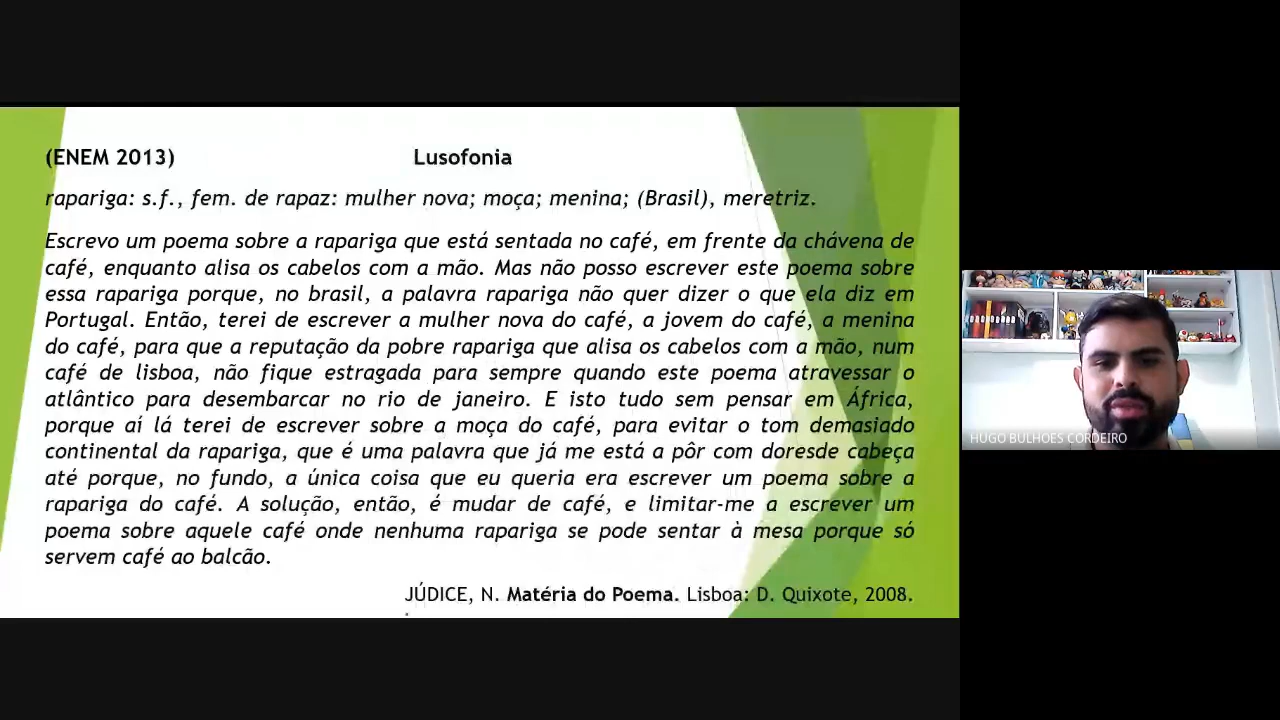 (ENEM 2013) Lusofonia
rapariga: s.f., fem. de rapaz: mulher nova; moça; menina; (Brasil), meretriz.
Escrevo um poema sobre a rapariga que está sentada no café, em frente da chávena de
café, enquanto alisa os cabelos com a mão. Mas não posso escrever este poema sobre
essa rapariga porque, no brasil, a palavra rapariga não quer dizer o que ela diz em
Portugal. Então, terei de escrever a mulher nova do café, a jovem do café, a menina
do café, para que a reputação da pobre rapariga que alisa os cabelos com a mão, num
café de lisboa, não fique estragada para sempre quando este poema atravessar o
atlântico para desembarcar no rio de janeiro. E isto tudo sem pensar em África,
porque aí lá terei de escrever sobre a moça do café, para evitar o tom demasiado
continental da rapariga, que é uma palavra que já me está a pôr com doresde cabeça
até porque, no fundo, a única coisa que eu queria era escrever um poema sobre a
rapariga do café. A solução, então, é mudar de café, e limitar-me a escrever um
poema sobre aquele café onde nenhuma rapariga se pode sentar à mesa porque só
servem café ao balcão.
JÚDICE, N. Matéria do Poema. Lisboa: D. Quixote, 2008.
HUGO BULHOES CORDEIRO